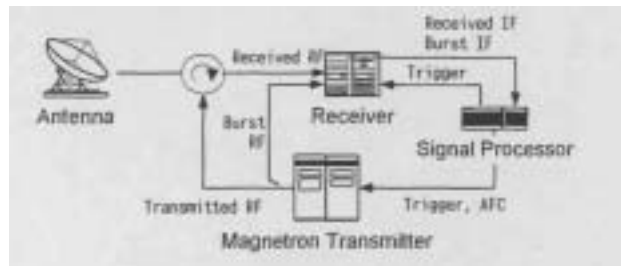 Received IF
Burst IF
Received RF
Trigger
Antenna
Receiver
Burst
RF
Signal Processor
Transmitted RF
Trigger, AFC
Magnetron Transmitter